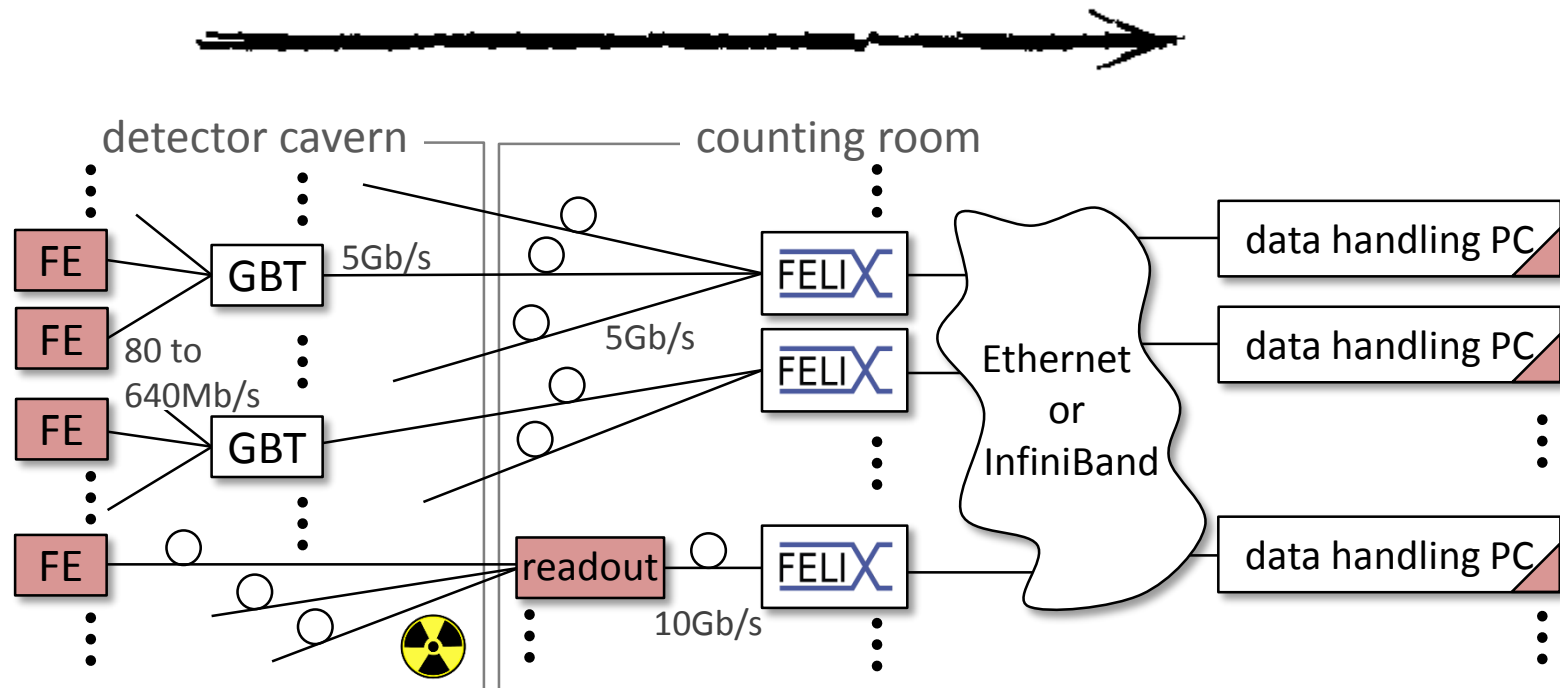 detector cavern
counting room
FE
GBT
5Gb/s
FELIX
data handling PC
FE
80 to
640Mb/s
5Gb/s
FELIX
Ethernet
or
InfiniBand
data handling PC
FE
GBT
FE
readout
10Gb/s
FELIX
data handling PC